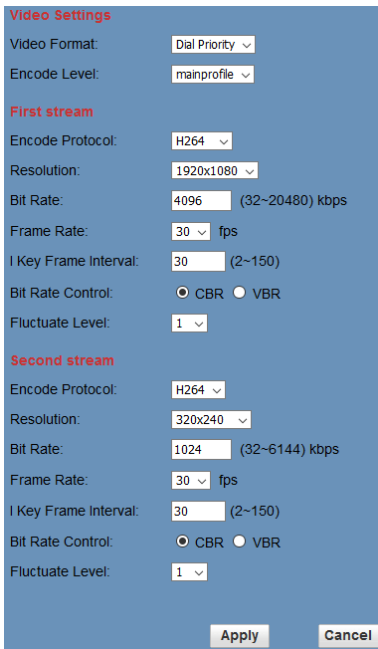 Video Settings
Video Format: Dial Priority
Encode Level: mainprofile
First stream
Encode Protocol: H264
Resolution: 1920x1080
Bit Rate: 4096 (32~20480) kbps
Frame Rate: 30 fps
I Key Frame Interval: 30 (2~150)
Bit Rate Control: CBR VBR
Fluctuate Level: 1
Second stream
Encode Protocol: H264
Resolution: 320x240
Bit Rate: 1024 (32~6144) kbps
Frame Rate: 30 fps
I Key Frame Interval: 30 (2~150)
Bit Rate Control: CBR VBR
Fluctuate Level: 1
Apply Cancel